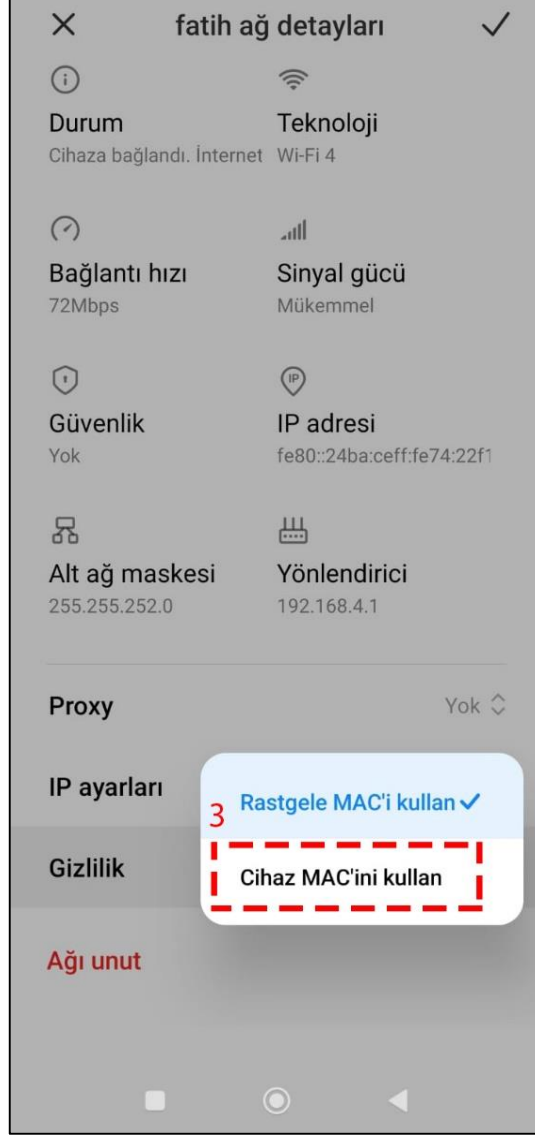 fatih ağ detayları
Durum
Teknoloji
Cihaza bağlandı. İnternet
Wi-Fi 4
Bağlantı hızı
Sinyal gücü
72Mbps
Mükemmel
IP
Güvenlik
IP adresi
Yok
fe80::24ba:ceff:fe74:22f1
Alt ağ maskesi
Yönlendirici
255.255.252.0
192.168.4.1
Proxy
Yok
IP ayarları
3
Rastgele MAC'i kullan
Gizlilik
Cihaz MAC'ini kullan
Ağı unut